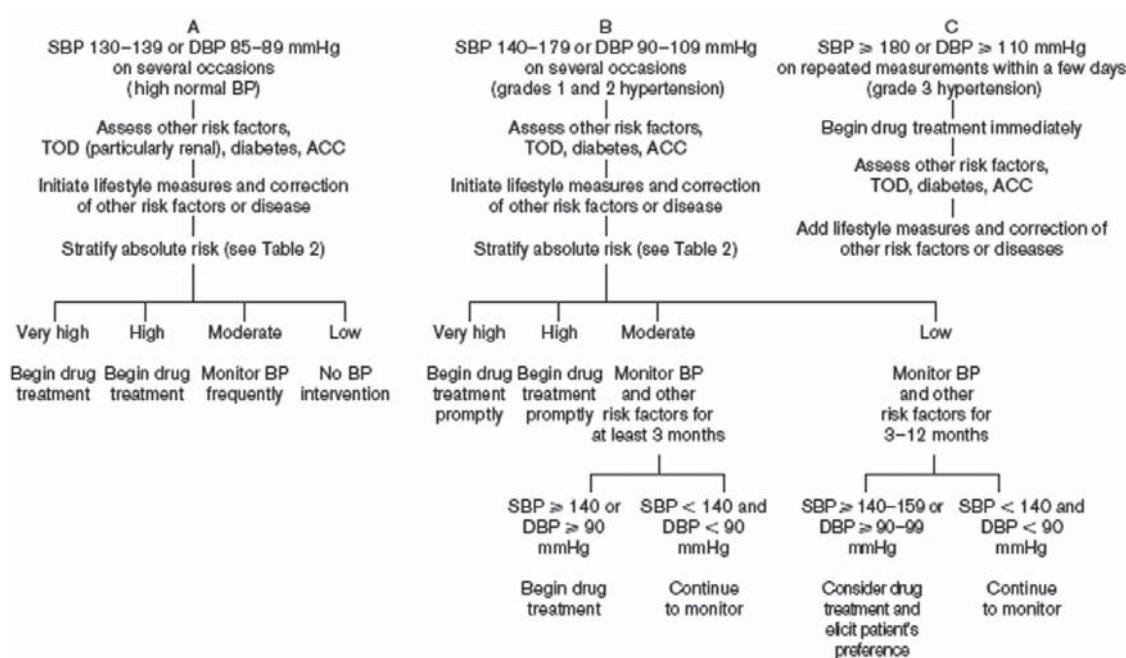 A
SBP 130–139 or DBP 85–89 mmHg
on several occasions
(high normal BP)
Assess other risk factors,
TOD (particularly renal), diabetes, ACC
Initiate lifestyle measures and correction
of other risk factors or disease
Stratify absolute risk (see Table 2)
Very high
Begin drug
treatment
High
Begin drug
treatment
Moderate
Monitor BP
frequently
Low
No BP
intervention
B
SBP 140–179 or DBP 90–109 mmHg
on several occasions
(grades 1 and 2 hypertension)
Assess other risk factors,
TOD, diabetes, ACC
Initiate lifestyle measures and correction
of other risk factors or disease
Stratify absolute risk (see Table 2)
Very high
Begin drug
treatment
promptly
High
Begin drug
treatment
promptly
Moderate
Monitor BP
and other
risk factors for
at least 3 months
SBP ⩾ 140 or
DBP ⩾ 90
mmHg
Begin drug
treatment
SBP < 140 and
DBP < 90
mmHg
Continue
to monitor
Low
Monitor BP
and other
risk factors for
3–12 months
SBP ⩾ 140–159 or
DBP ⩾ 90–99
mmHg
Consider drug
treatment and
elicit patient's
preference
SBP < 140 and
DBP < 90
mmHg
Continue
to monitor
C
SBP ⩾ 180 or DBP ⩾ 110 mmHg
on repeated measurements within a few days
(grade 3 hypertension)
Begin drug treatment immediately
Assess other risk factors,
TOD, diabetes, ACC
Add lifestyle measures and correction of
other risk factors or diseases